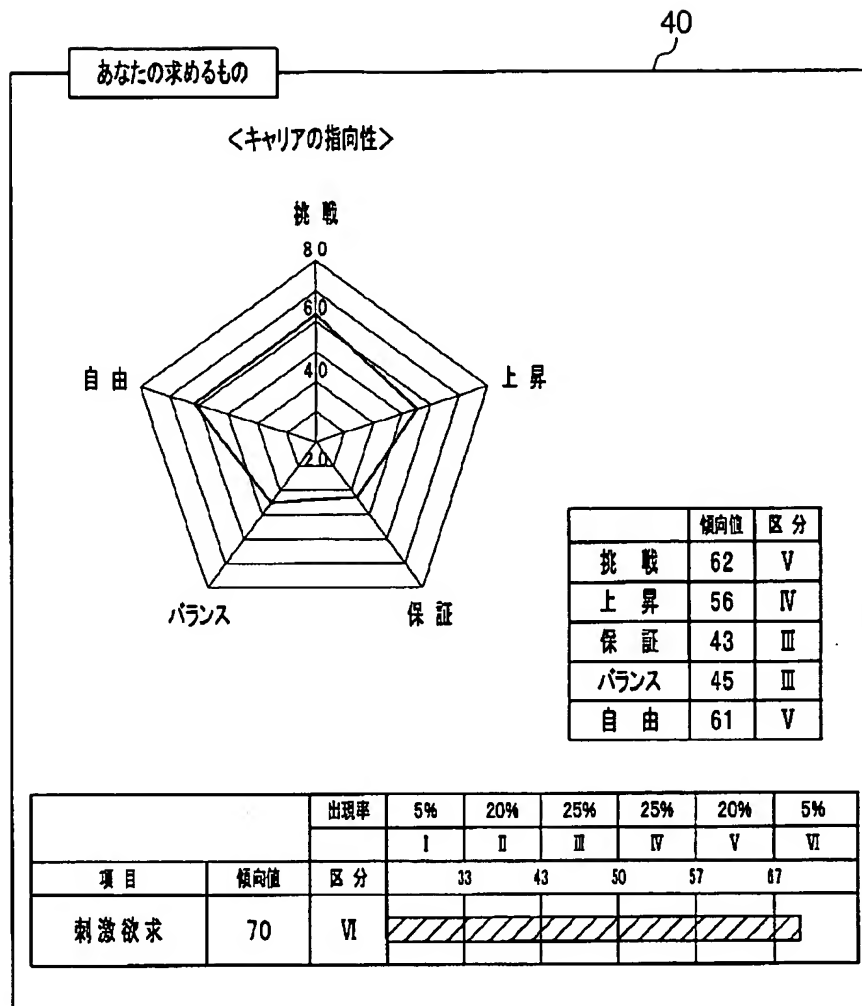 40
あなたの求めるもの
<キャリアの指向性>
挑 戦
80
60
自 由
40
上 昇
20
バランス
保 証
傾向値 区 分
挑 戦 62 Ⅴ
上 昇 56 Ⅳ
保 証 43 Ⅲ
バランス 45 Ⅲ
自 由 61 Ⅴ
出現率 5% 20% 25% 25% 20% 5%
Ⅰ Ⅱ Ⅲ Ⅳ Ⅴ Ⅵ
項 目 傾向値 区 分 33 43 50 57 67
刺激欲求 70 Ⅵ